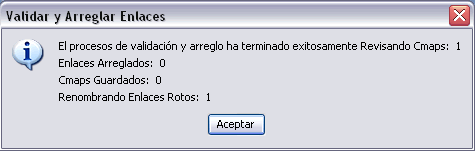 Validar y Arreglar Enlaces
El procesos de validación y arreglo ha terminado exitosamente Revisando Cmaps: 1
Enlaces Arreglados: 0
Cmaps Guardados: 0
Renombrando Enlaces Rotos: 1
Aceptar